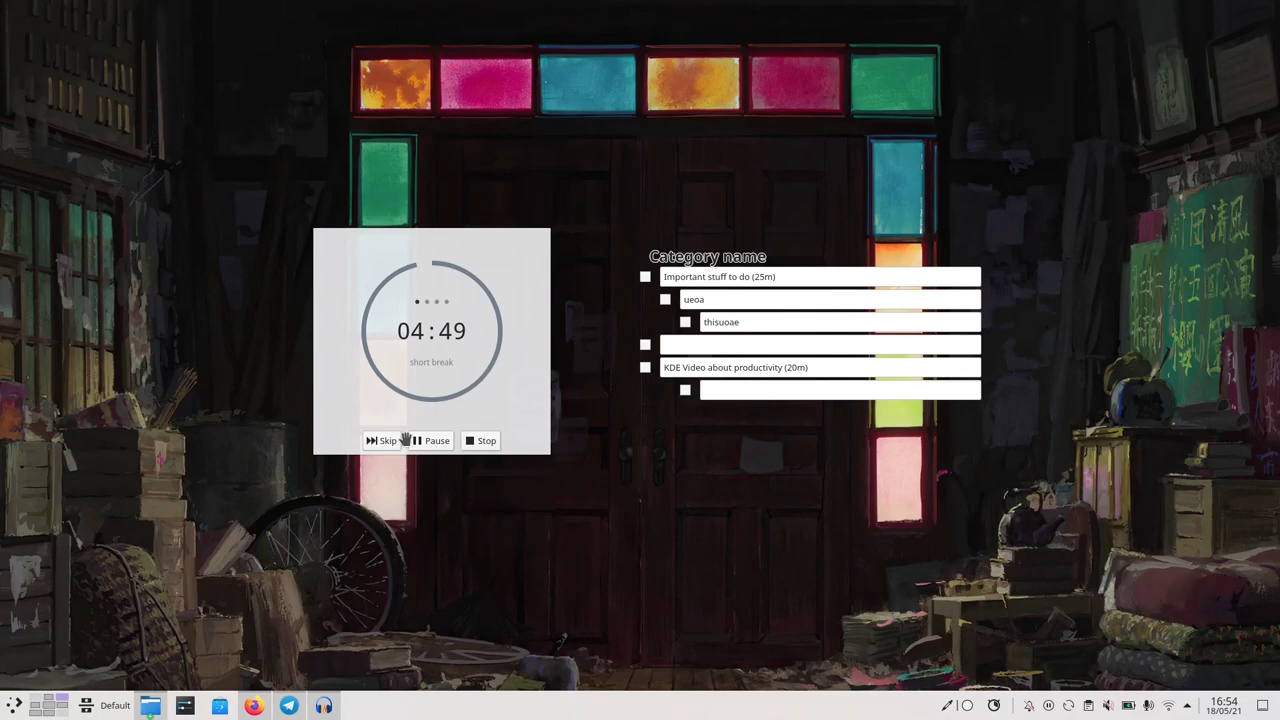 Category name
Important stuff to do (25m)
ueoa
thisuoae
KDE Video about productivity (20m)
04:49
short break
Skip
Pause
Stop
Default
16:54
18/05/21